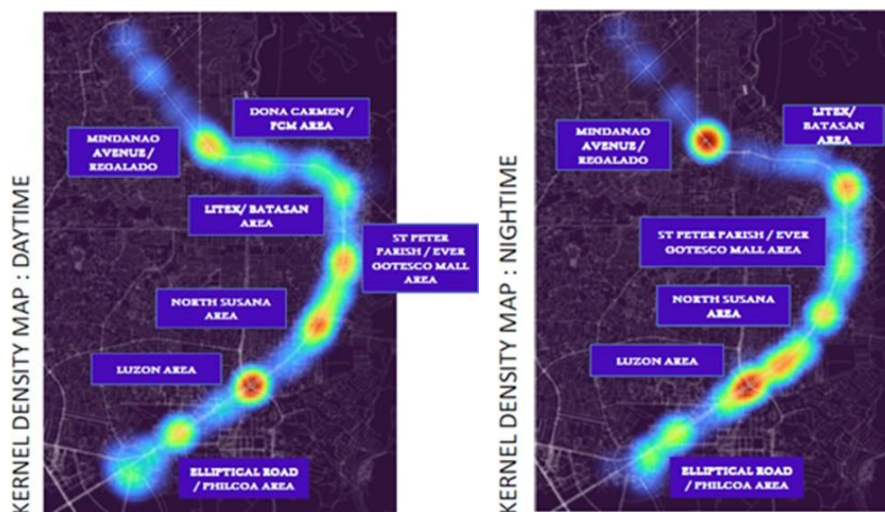 KERNEL DENSITY MAP : DAYTIME
DONA CARMEN /
FCM AREA
MINDANAO
AVENUE /
REGALADO
LITEX/ BATASAN
AREA
ST PETER
PARISH / EVER
GOTESCO MALL
AREA
NORTH SUSANA
AREA
LUZON AREA
ELLIPTICAL ROAD
/ PHILCOA AREA
KERNEL DENSITY MAP : NIGHTIME
LITEX/
BATASAN
AREA
MINDANAO
AVENUE /
REGALADO
ST PETER PARISH / EVER
GOTESCO MALL AREA
NORTH SUSANA
AREA
LUZON AREA
ELLIPTICAL ROAD
/ PHILCOA AREA